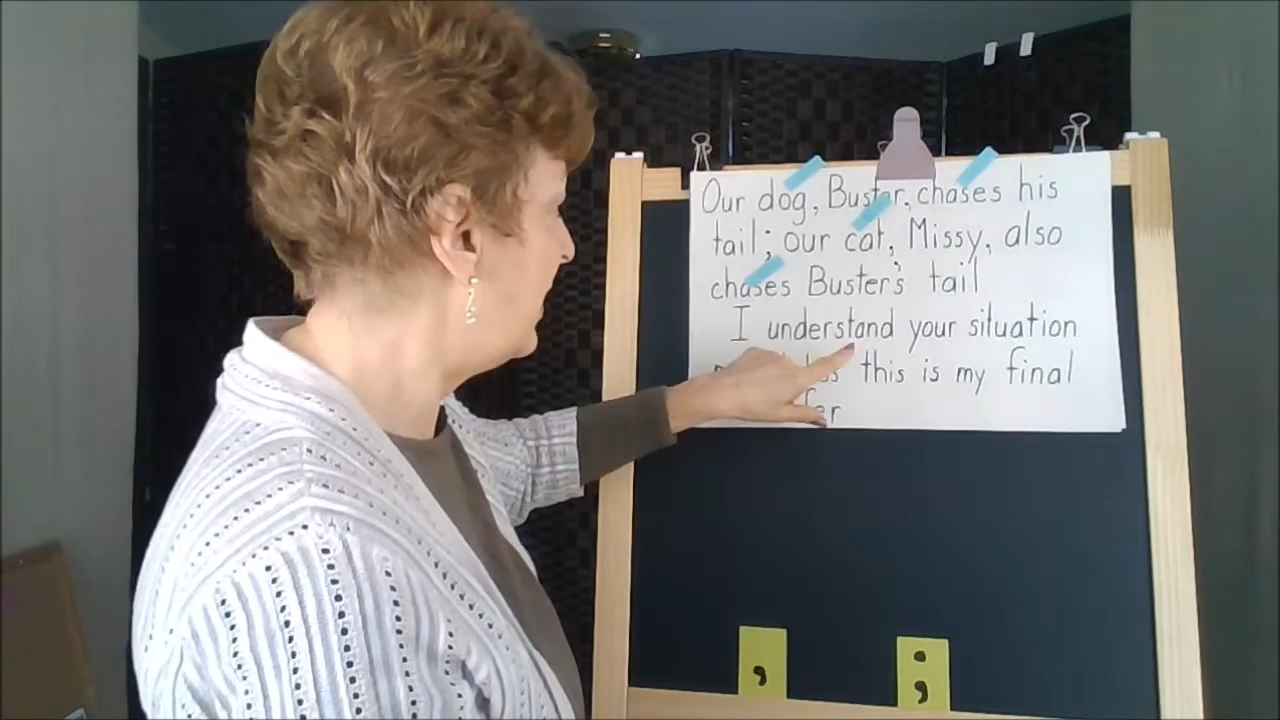 Our dog, Buster, chases his
tail; our cat, Missy, also
chases Buster's tail
I understand your situation
this is my final
,
;